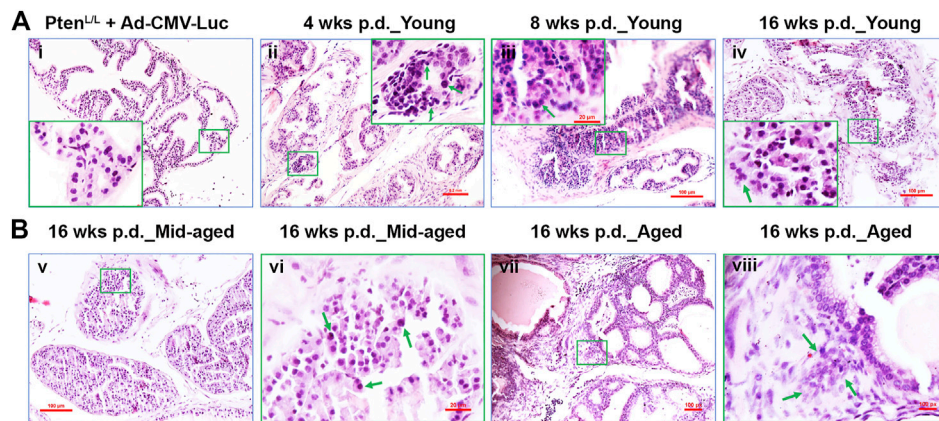 A
Pten^L/L + Ad-CMV-Luc
4 wks p.d._Young
8 wks p.d._Young
16 wks p.d._Young
i
ii
iii
iv
20 µm
100 µm
100 µm
B
16 wks p.d._Mid-aged
16 wks p.d._Mid-aged
16 wks p.d._Aged
16 wks p.d._Aged
v
vi
vii
viii
100 µm
20 µm
100 µm